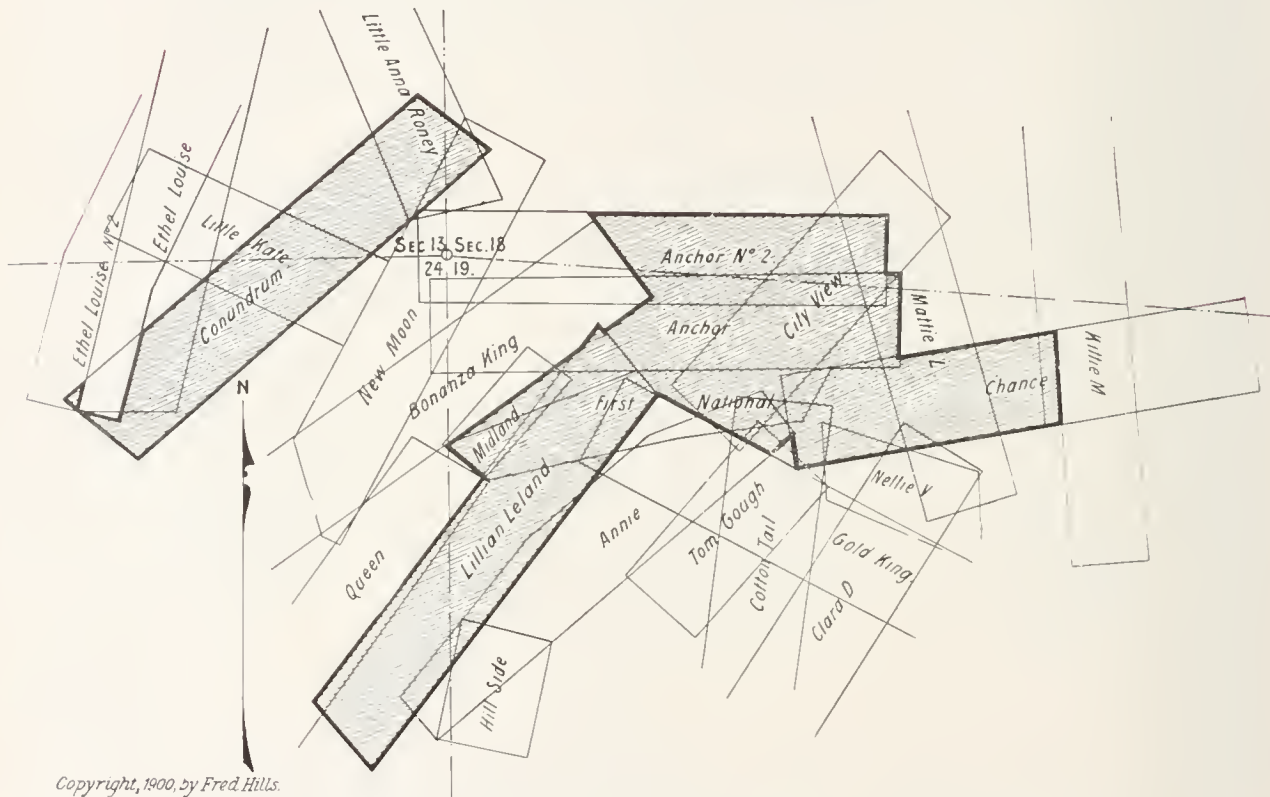 Little Anna Roney
Ethel Louise
Ethel Louise Nº 2
Little Kate
Conundrum
SEC 13 SEC. 18
24 19.
Anchor Nº 2
Anchor
City View
Mattie L
Killie M
Chance
New Moon
Bonanza King
Midland
First National
N
Queen
Lillian Leland
Annie
Tom Gough
Cotton Tail
Nellie V
Gold King
Clara D
Hill Side
Copyright, 1900, by Fred. Hills.